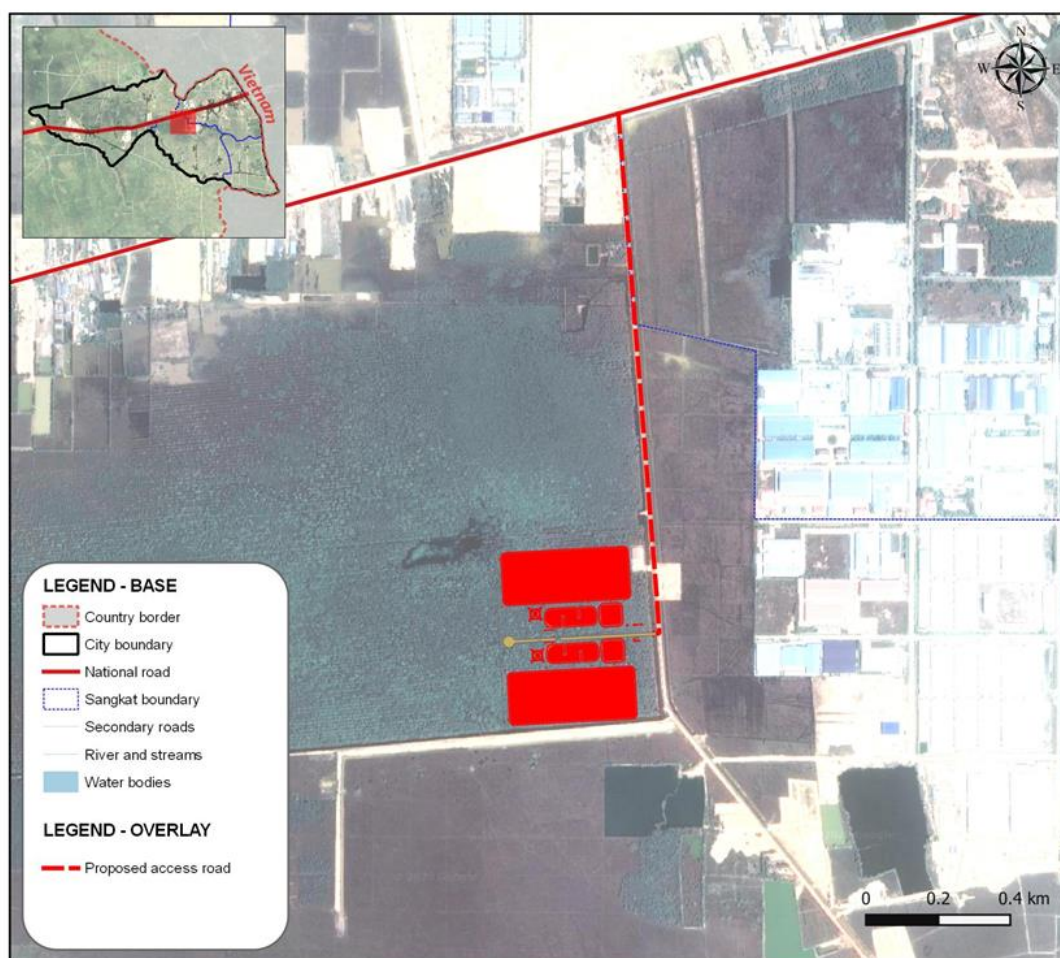 Vietnam
N
W
E
S
LEGEND - BASE
Country border
City boundary
National road
Sangkat boundary
Secondary roads
River and streams
Water bodies
LEGEND - OVERLAY
Proposed access road
0 0.2 0.4 km